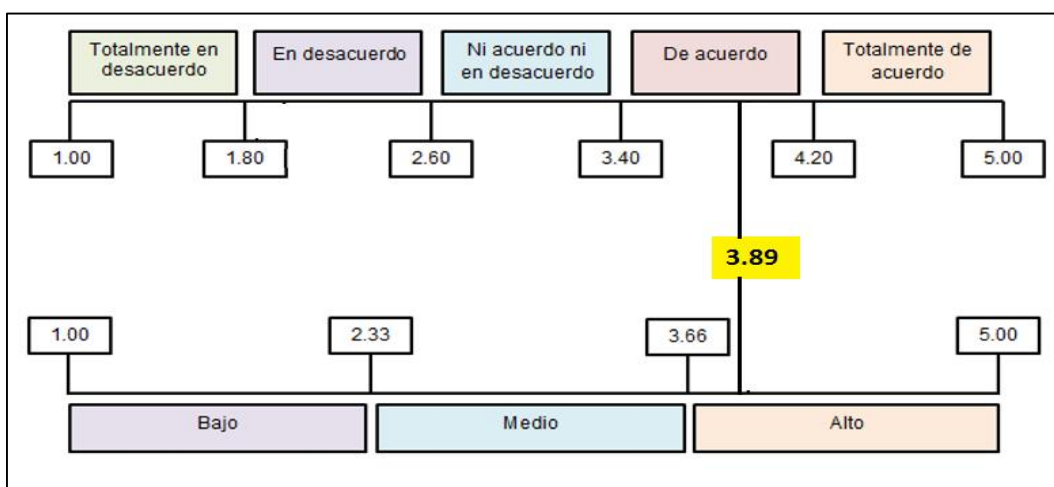 Totalmente en
desacuerdo
En desacuerdo
Ni acuerdo ni
en desacuerdo
De acuerdo
Totalmente de
acuerdo
1.00
1.80
2.60
3.40
4.20
5.00
3.89
1.00
2.33
3.66
5.00
Bajo
Medio
Alto